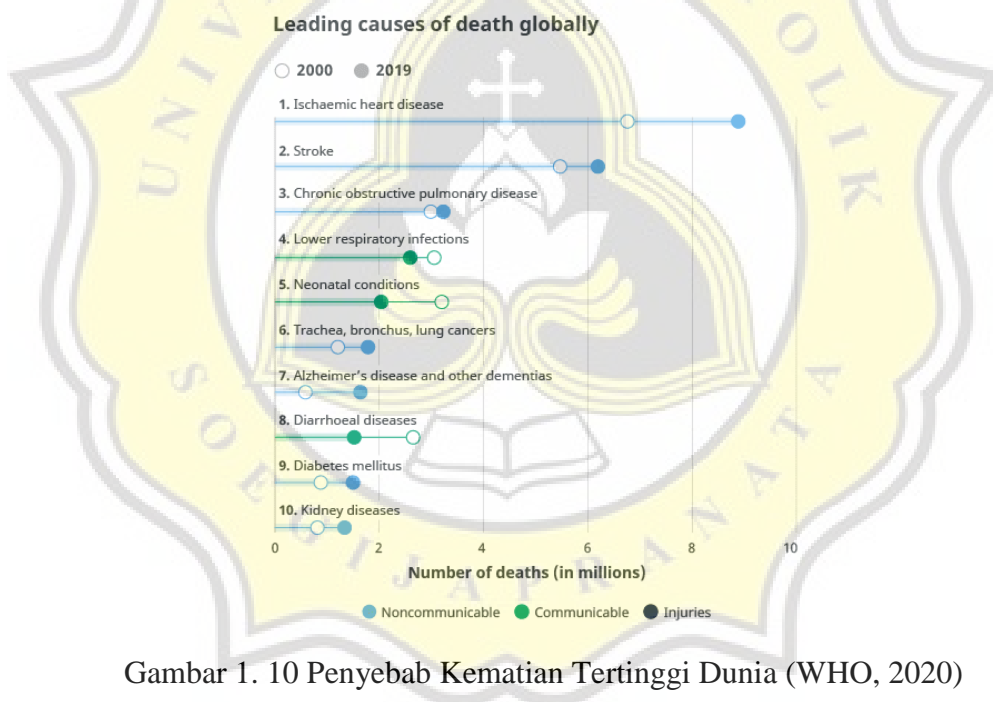 Leading causes of death globally
2000 2019
1. Ischaemic heart disease
2. Stroke
3. Chronic obstructive pulmonary disease
4. Lower respiratory infections
5. Neonatal conditions
6. Trachea, bronchus, lung cancers
7. Alzheimer's disease and other dementias
8. Diarrhoeal diseases
9. Diabetes mellitus
10. Kidney diseases
0 2 4 6 8 10
Number of deaths (in millions)
Noncommunicable Communicable Injuries
Gambar 1. 10 Penyebab Kematian Tertinggi Dunia (WHO, 2020)
SOEGIJAPRANATA